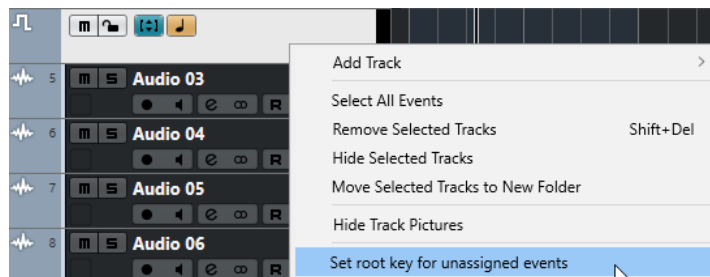 m
Add Track
5 m S Audio 03
Select All Events
R
Remove Selected Tracks Shift+Del
6 m S Audio 04
Hide Selected Tracks
R
Move Selected Tracks to New Folder
7 m S Audio 05
R
Hide Track Pictures
8 m S Audio 06
Set root key for unassigned events
R